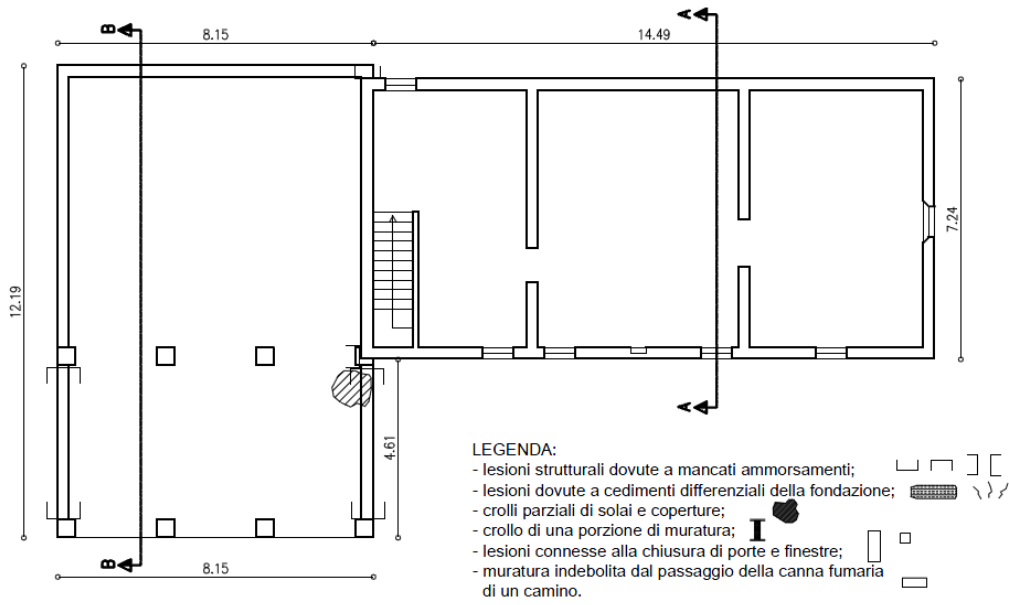 B
8.15
A
14.49
12.19
7.24
4.61
A
B
8.15
LEGENDA:
- lesioni strutturali dovute a mancati ammorsamenti;
- lesioni dovute a cedimenti differenziali della fondazione;
- crolli parziali di solai e coperture;
- crollo di una porzione di muratura;
- lesioni connesse alla chiusura di porte e finestre;
- muratura indebolita dal passaggio della canna fumaria
di un camino.